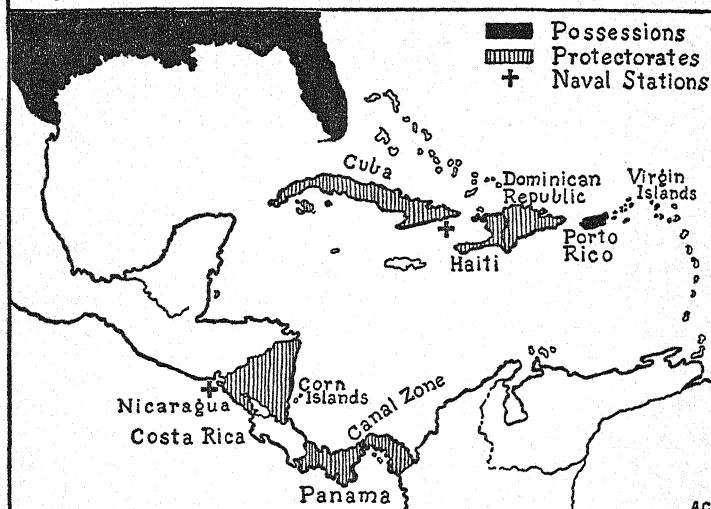 Possessions
Protectorates
Naval Stations
Cuba
Dominican
Republic
Virgin
Islands
Porto
Rico
Haiti
Corn
Islands
Nicaragua
Canal Zone
Costa Rica
Panama
AC